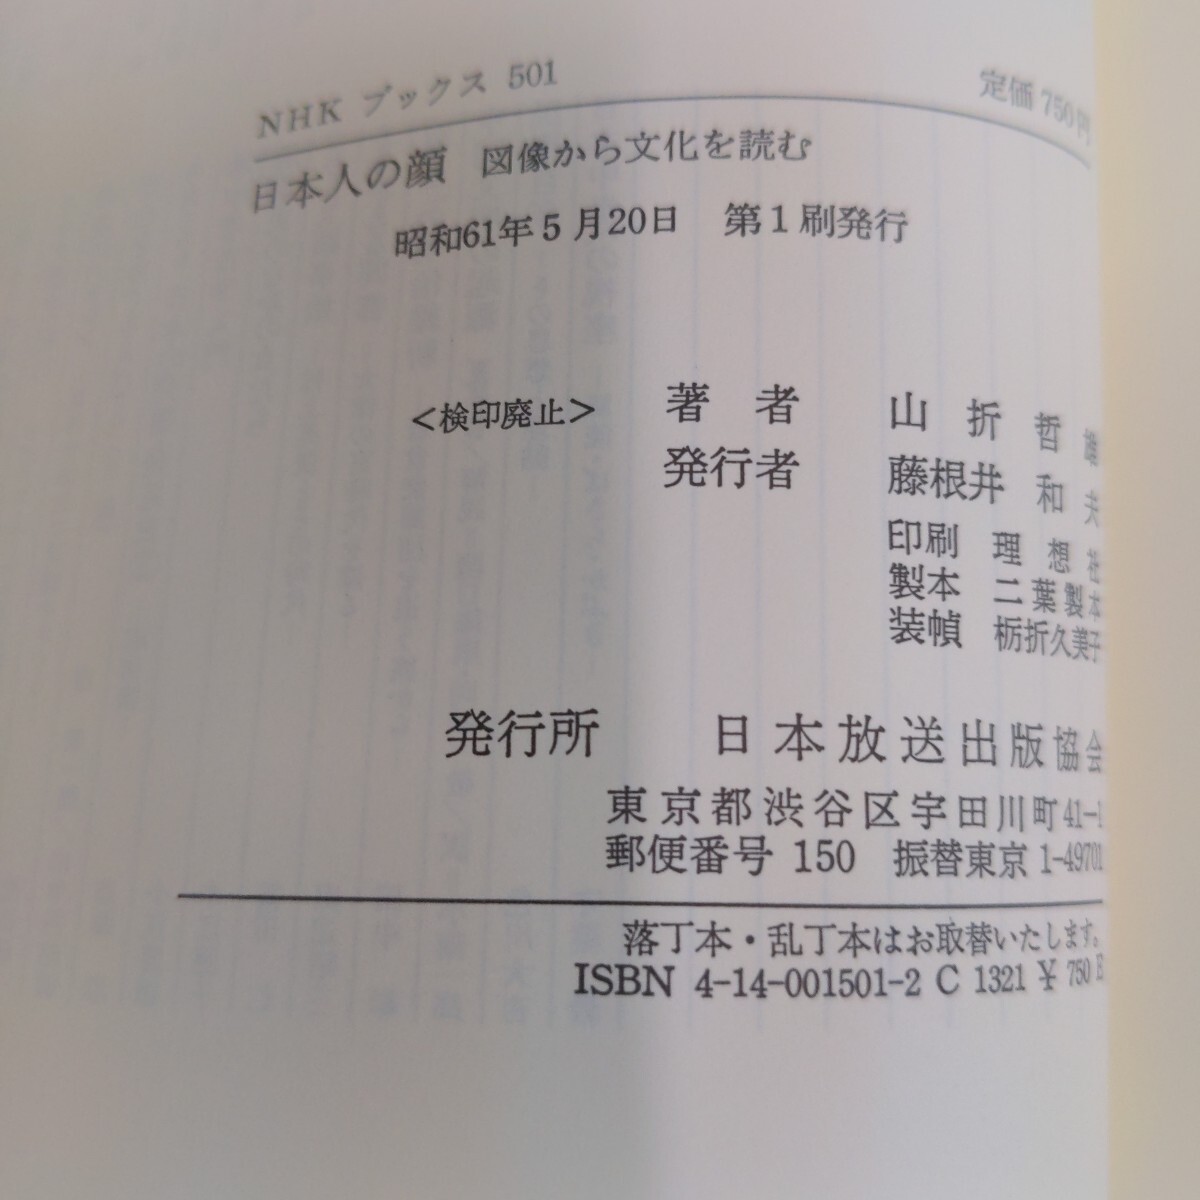 NHK ブックス 501 定価 750円
日本人の顔 図像から文化を読む
昭和61年5月20日 第1刷発行
<検印廃止> 著者 山折哲雄
発行者 藤根井和夫
印刷 理想社
製本 二葉製本
装幀 栃折久美子
発行所 日本放送出版協会
東京都渋谷区宇田川町41-1
郵便番号 150 振替東京 1-49701
落丁本・乱丁本はお取替いたします。
ISBN 4-14-001501-2 C 1321 ¥ 750 E